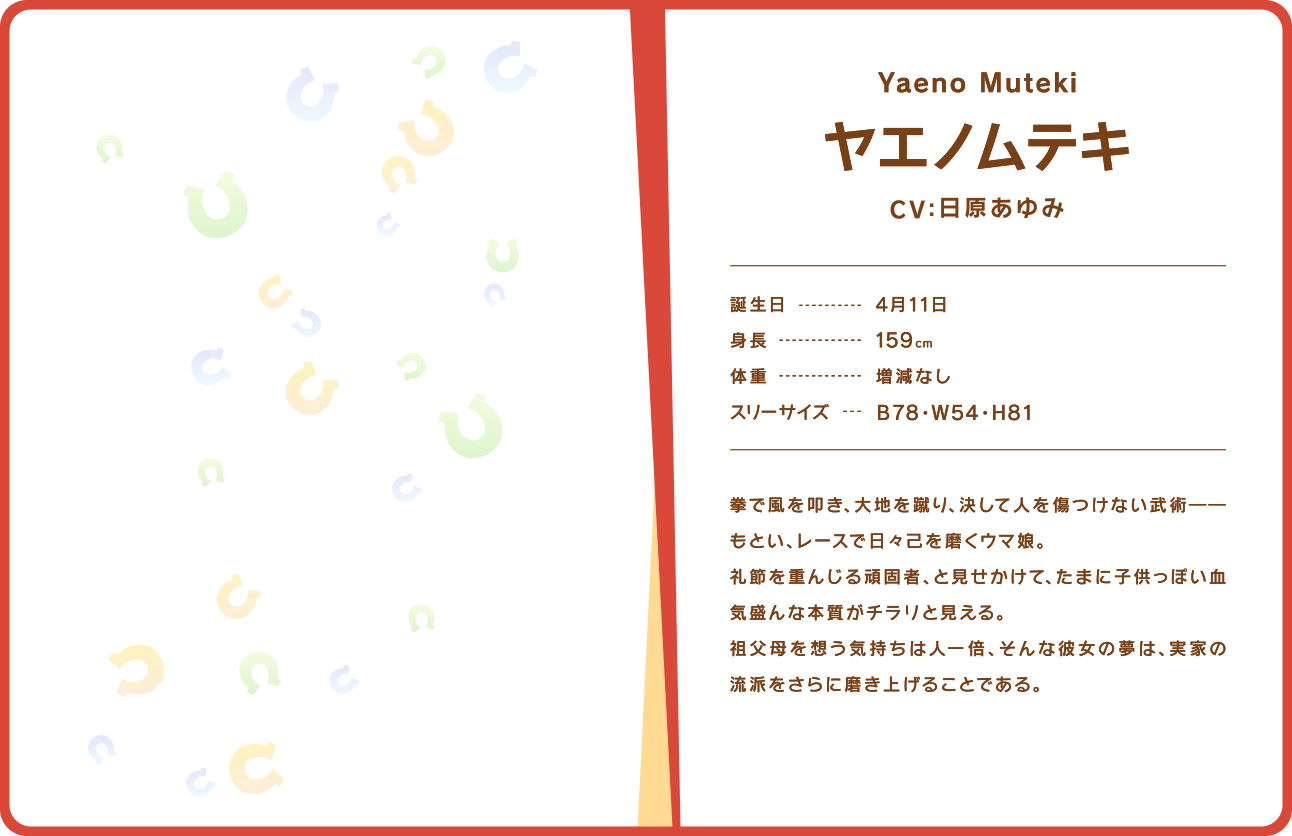 Yaeno Muteki
ヤエノムテキ
CV:日原あゆみ
誕生日 ---------- 4月11日
身長 ------------- 159cm
体重 ------------- 増減なし
スリーサイズ --- B78・W54・H81
拳で風を叩き、大地を蹴り、決して人を傷つけない武術――
もとい、レースで日々己を磨くウマ娘。
礼節を重んじる頑固者、と見せかけて、たまに子供っぽい血
気盛んな本質がチラリと見える。
祖父母を想う気持ちは人一倍、そんな彼女の夢は、実家の
流派をさらに磨き上げることである。